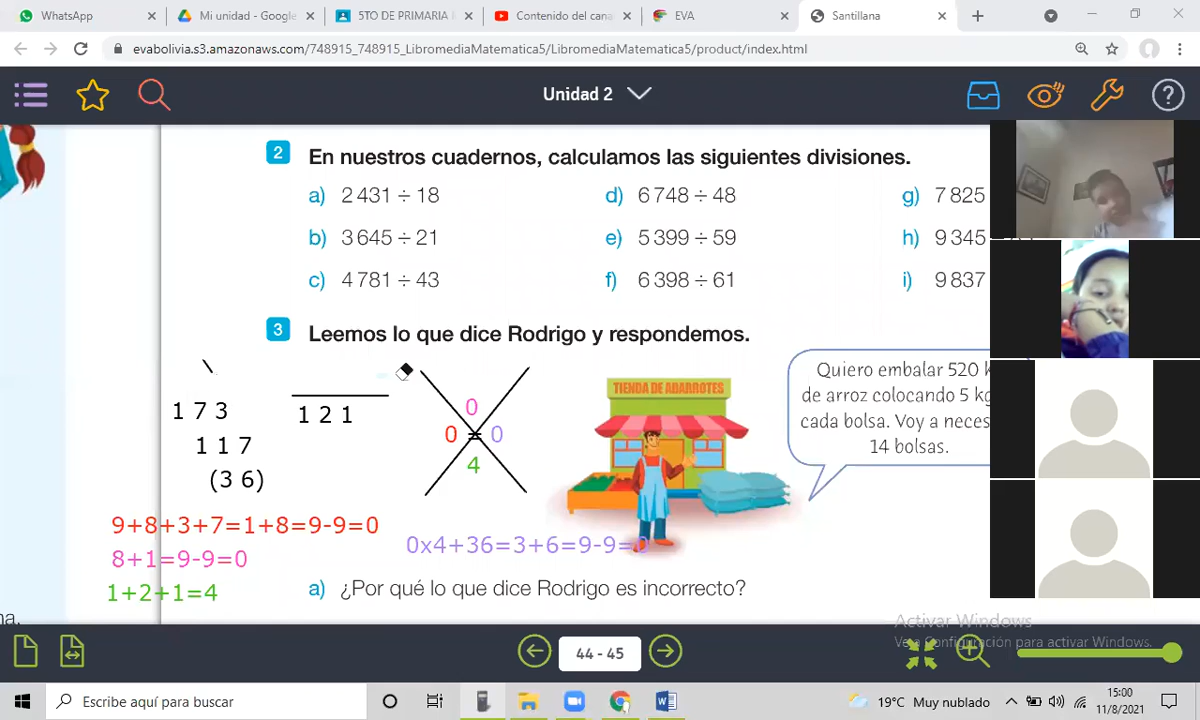 WhatsApp
Mi unidad - Google
5TO DE PRIMARIA
Contenido del cana
EVA
Santillana
evabolivia.s3.amazonaws.com/748915_748915_LibromediaMatematica5/LibromediaMatematica5/product/index.html
Unidad 2
2 En nuestros cuadernos, calculamos las siguientes divisiones.
a) 2 431 ÷ 18 d) 6 748 ÷ 48 g) 7 825
b) 3 645 ÷ 21 e) 5 399 ÷ 59 h) 9 345
c) 4 781 ÷ 43 f) 6 398 ÷ 61 i) 9 837
3 Leemos lo que dice Rodrigo y respondemos.
TIENDA DE ABARROTES
Quiero embalar 520 k
de arroz colocando 5 kg
cada bolsa. Voy a neces
14 bolsas.
1 7 3
1 2 1
1 1 7
(3 6)
0
0 = 0
4
9+8+3+7=1+8=9-9=0
8+1=9-9=0
1+2+1=4
0x4+36=3+6=9-9=0
a) ¿Por qué lo que dice Rodrigo es incorrecto?
na.
Activar Windows
Ve a Configuración para activar Windows.
44 - 45
Escribe aquí para buscar
19°C Muy nublado
15:00
11/8/2021